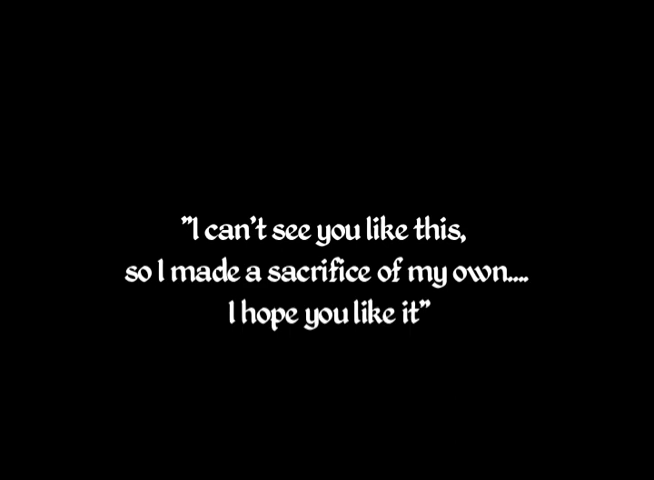 "I can't see you like this,
so I made a sacrifice of my own....
I hope you like it"